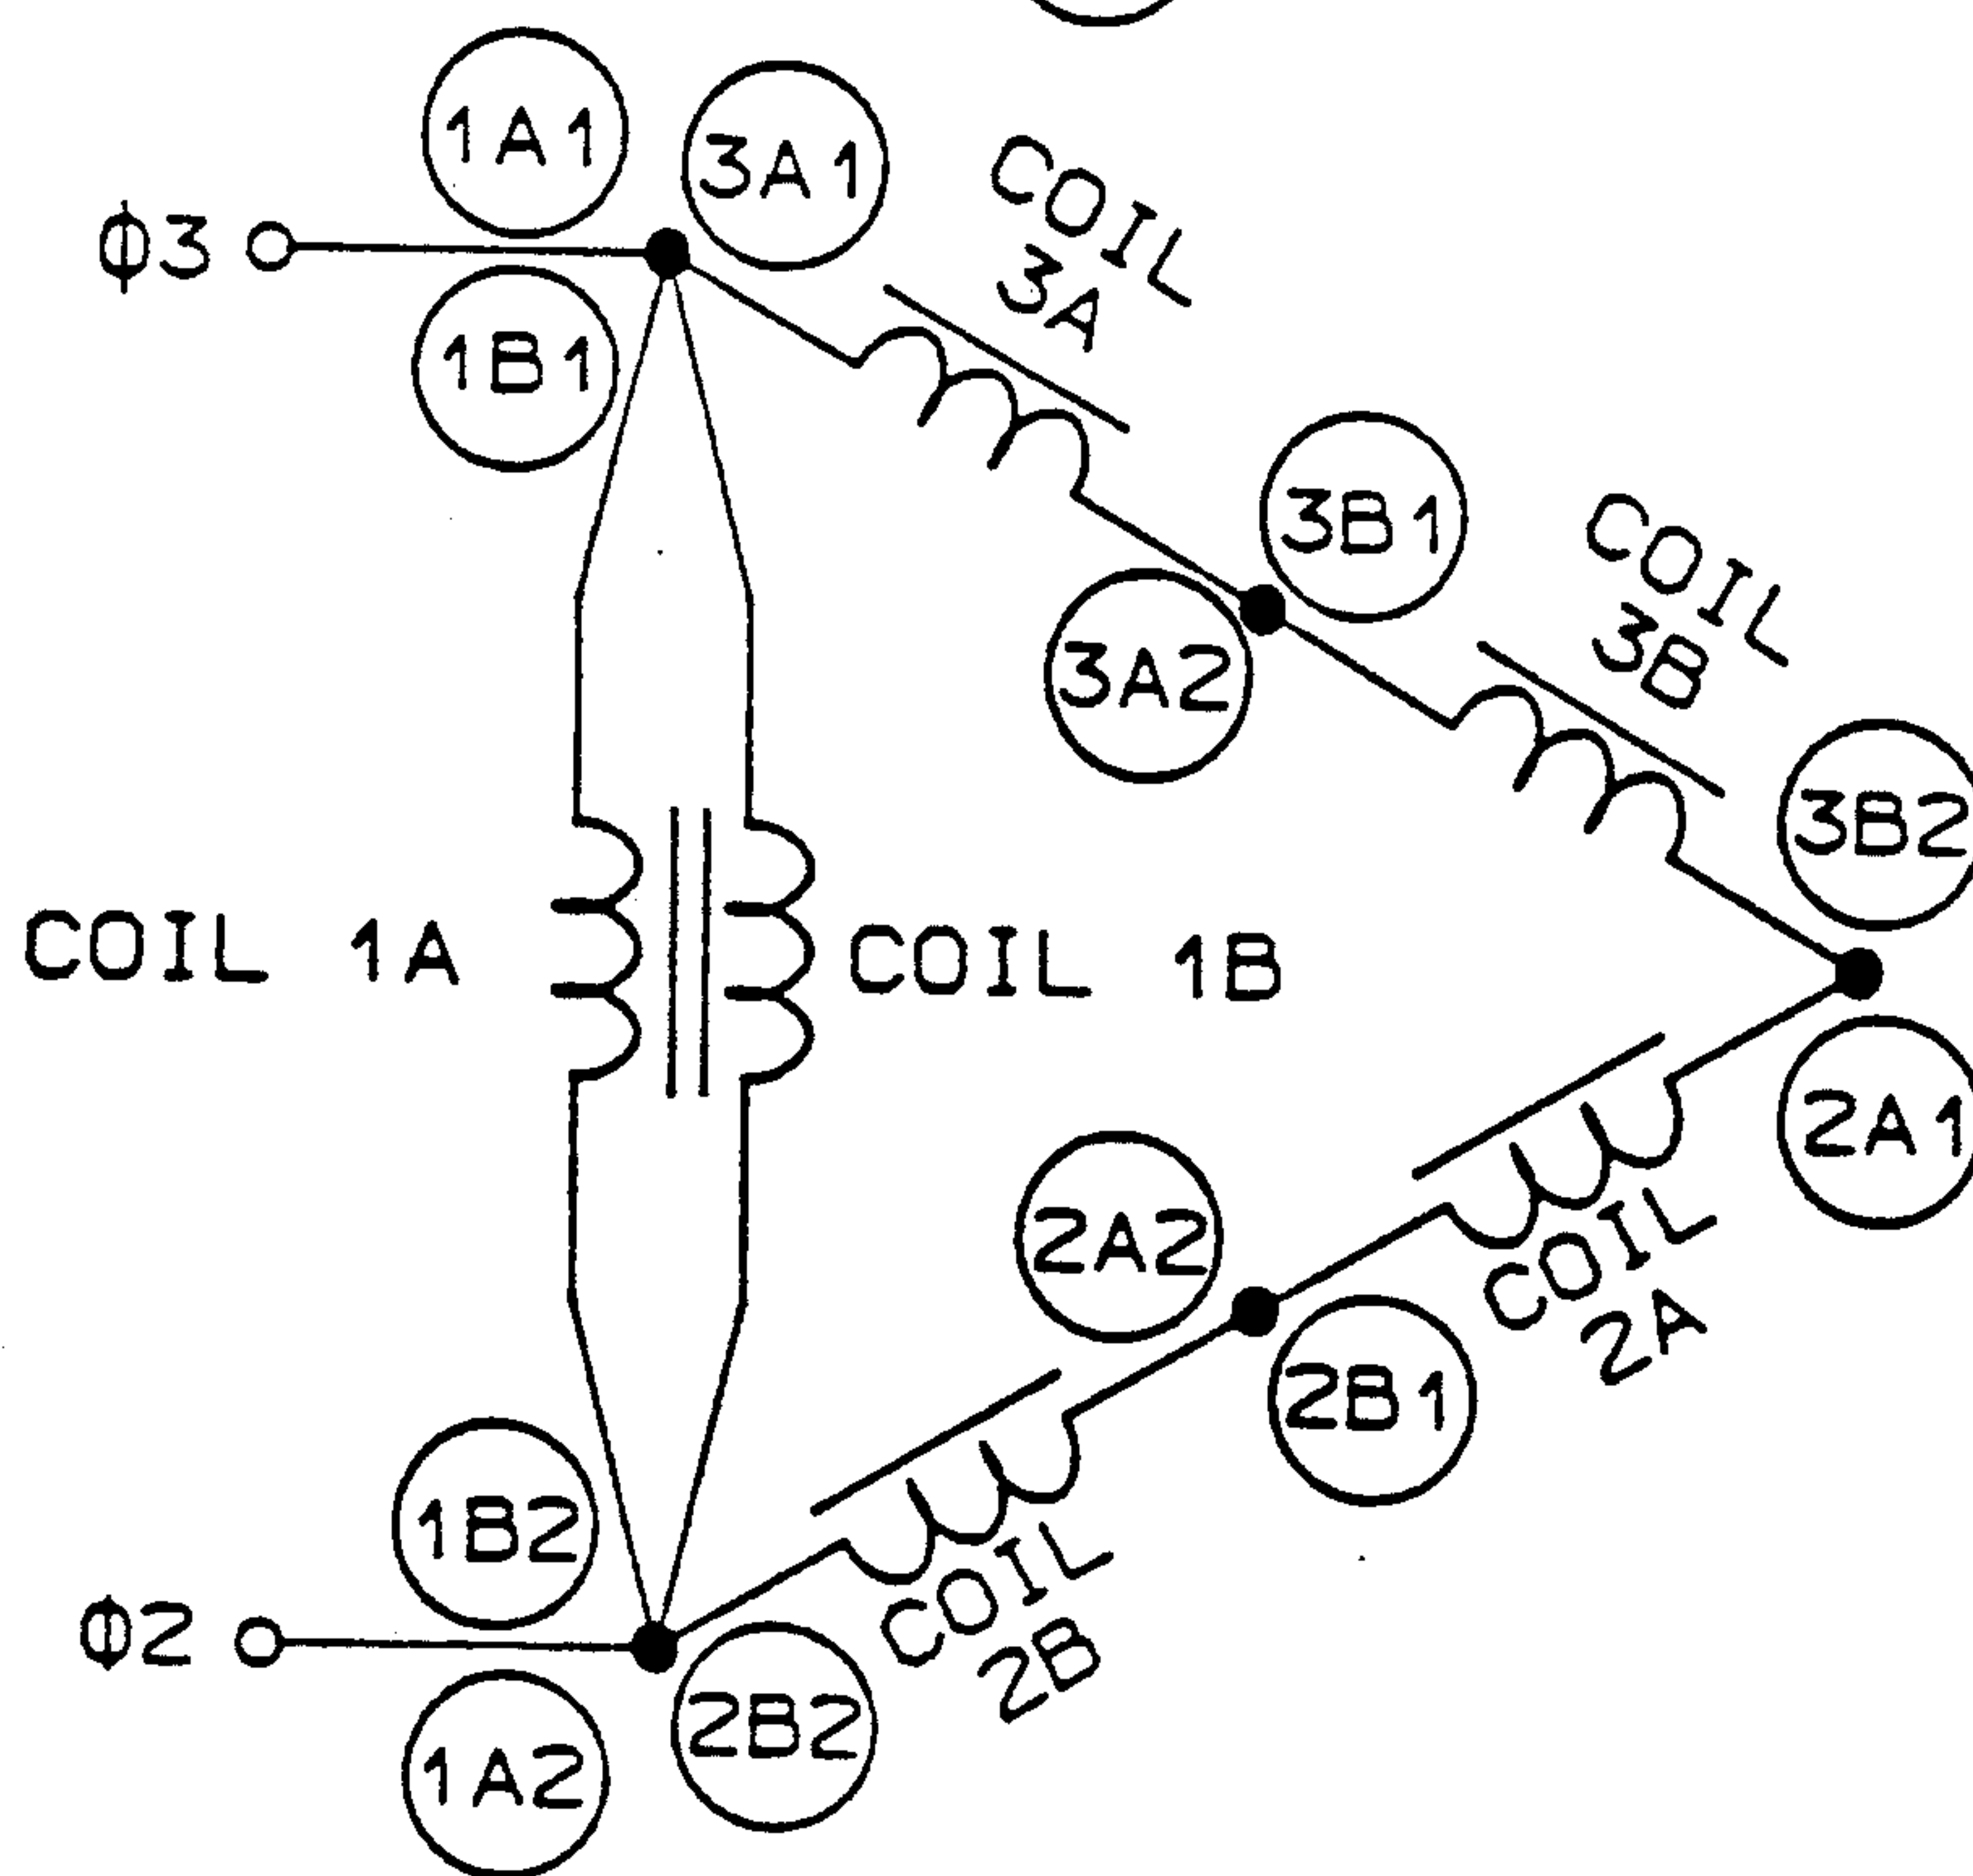 1A1
3A1
COIL
3A
Φ3
1B1
3B1
COIL
3B
3A2
3B2
COIL 1A
COIL 1B
2A1
2A2
COIL
2A
2B1
1B2
COIL
2B
Φ2
2B2
1A2